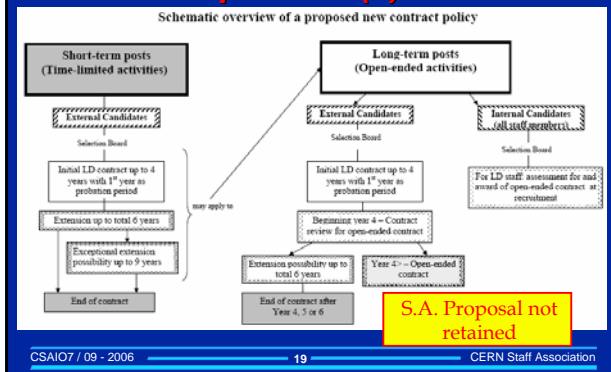 Schematic overview of a proposed new contract policy
Short-term posts
(Time-limited activities)
External Candidates
Selection Board
Initial LD contract up to 4
years with 1st year as
probation period
Extension up to total 6 years
Exceptional extension
possibility up to 9 years
End of contract
may apply to
Long-term posts
(Open-ended activities)
External Candidates
Selection Board
Initial LD contract up to 4
years with 1st year as
probation period
Beginning year 4 – Contract
review for open-ended contract
Extension possibility up to
total 6 years
End of contract after
Year 4, 5 or 6
Year 4> – Open-ended
contract
Internal Candidates
(all staff members)
Selection Board
For LD staff: assessment for and
award of open-ended contract at
recruitment
S.A. Proposal not
retained
CSAIO7 / 09 - 2006
19
CERN Staff Association